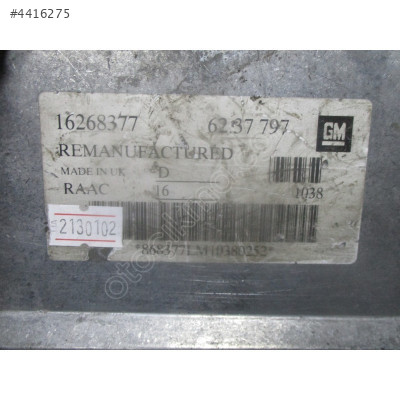 #4416275
16268377 62.37 797
GM
REMANUFACTURED
MADE IN UK D
RAAC 16 1038
2130102